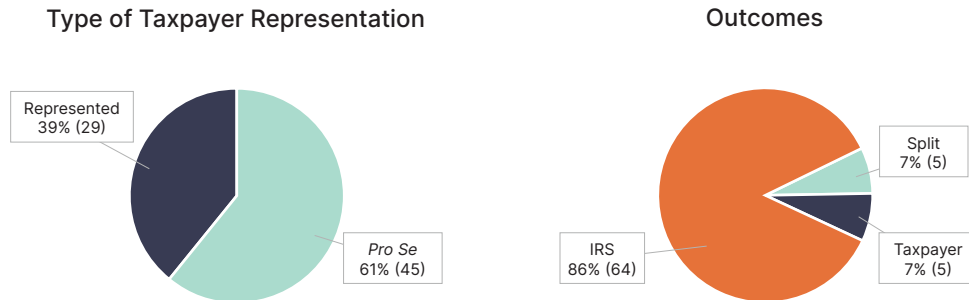 Type of Taxpayer Representation
Represented
39% (29)
Pro Se
61% (45)
Outcomes
Split
7% (5)
IRS
86% (64)
Taxpayer
7% (5)